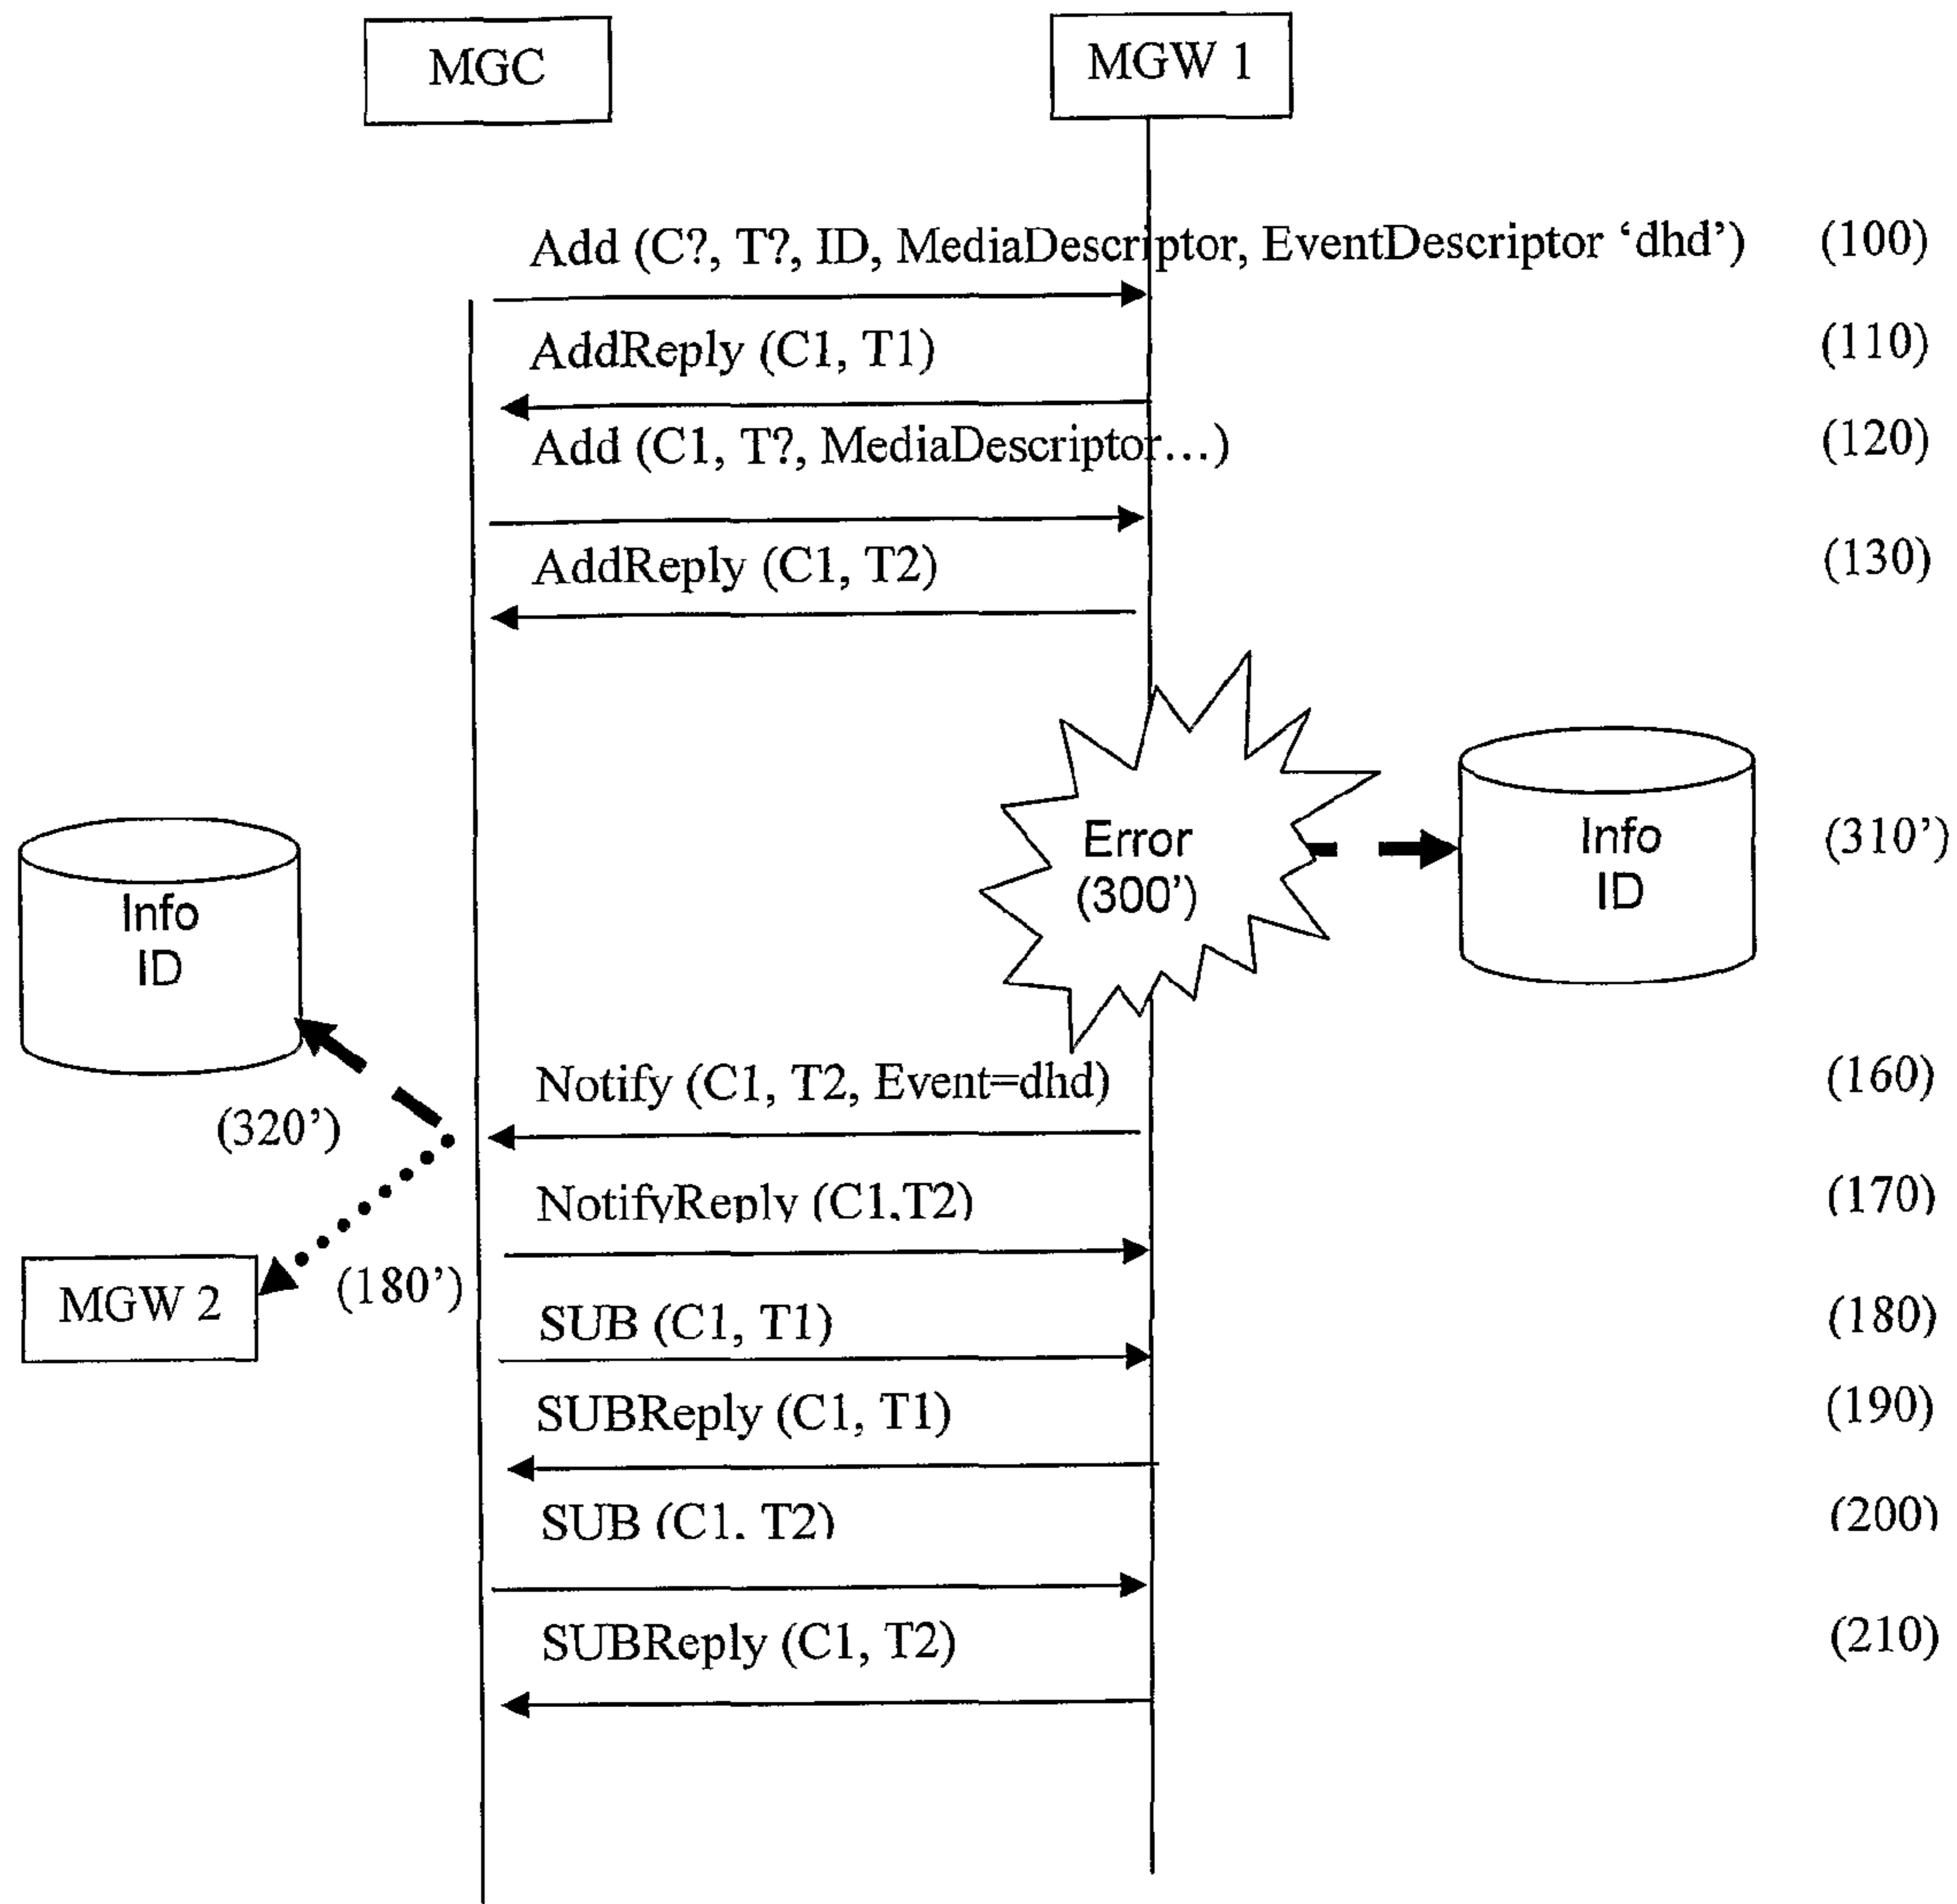 MGC
MGW 1
Add (C?, T?, ID, MediaDescriptor, EventDescriptor ‘dhd’) (100)
AddReply (C1, T1) (110)
Add (C1, T?, MediaDescriptor...) (120)
AddReply (C1, T2) (130)
Error
(300’)
Info
ID
(310’)
Info
ID
(320’)
Notify (C1, T2, Event=dhd) (160)
NotifyReply (C1,T2) (170)
MGW 2
(180’)
SUB (C1, T1) (180)
SUBReply (C1, T1) (190)
SUB (C1, T2) (200)
SUBReply (C1, T2) (210)